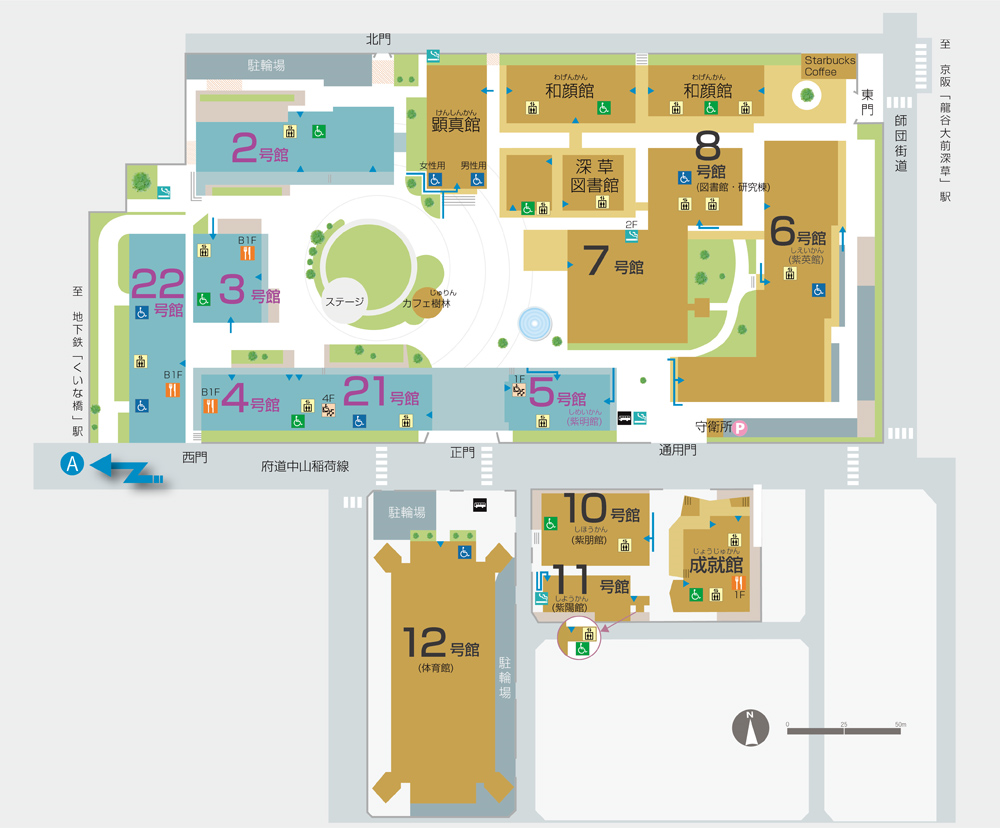 北門
駐輪場
Starbucks
Coffee
至 京阪「龍谷大前深草」駅
東門
師団街道
わげんかん
和顔館
わげんかん
和顔館
けんしんかん
顕真館
2号館
女性用
男性用
深草
図書館
8
号館
(図書館・研究棟)
2F
6号館
しえいかん
(紫英館)
7号館
B1F
3号館
22
号館
B1F
至 地下鉄「くいな橋」駅
ステージ
じゅりん
カフェ樹林
B1F
4号館
4F
21号館
1F
5号館
しめいかん
(紫明館)
守衛所
P
西門
正門
通用門
A
府道中山稲荷線
駐輪場
10号館
しほうかん
(紫朋館)
11号館
しようかん
(紫陽館)
じょうじゅかん
成就館
1F
12号館
(体育館)
駐輪場
N
0
25
50m